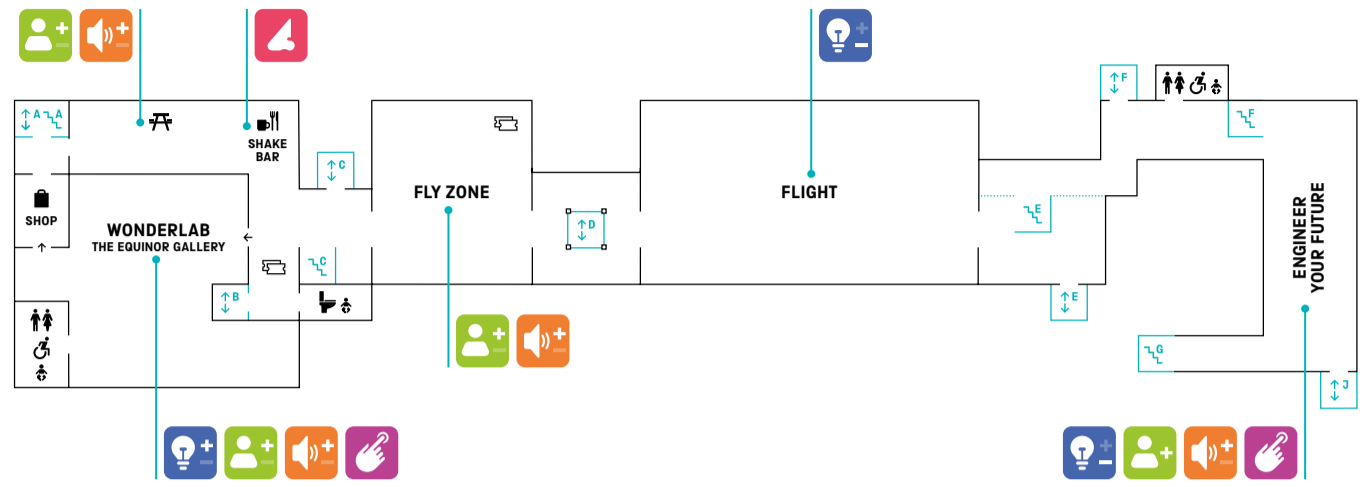 A A
SHAKE
BAR
C
FLY ZONE
FLIGHT
F
F
SHOP
WONDERLAB
THE EQUINOR GALLERY
D
E
ENGINEER
YOUR FUTURE
C
B
E
G
J